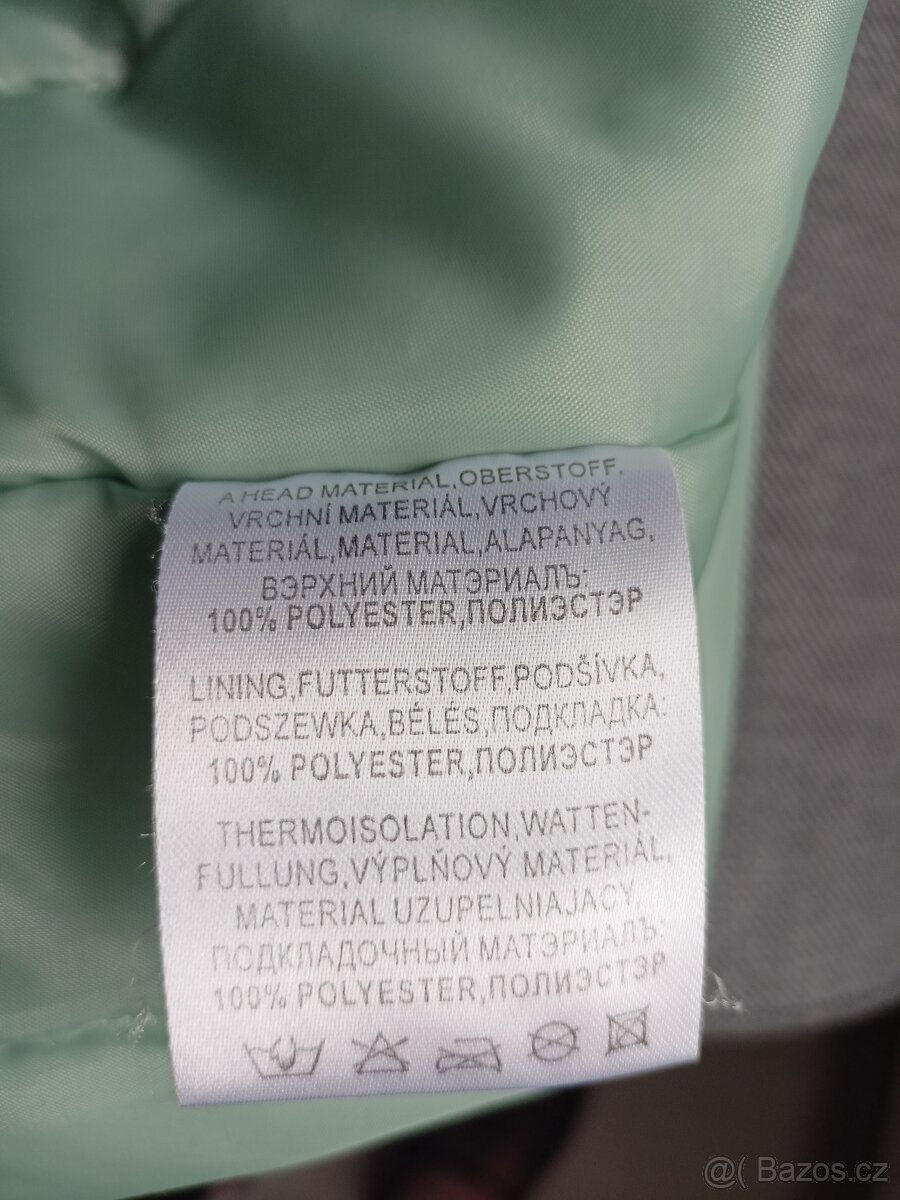 A HEAD MATERIAL,OBERSTOFF,
VRCHNÍ MATERIÁL,VRCHOVÝ
MATERIÁL,MATERIAL,ALAPANYAG,
ВЭРХНИЙ МАТЭРИАЛЪ:
100% POLYESTER,ПОЛИЭСТЭР
LINING,FUTTERSTOFF,PODŠÍVKA,
PODSZEWKA,BÉLÉS,ПОДКЛАДКА:
100% POLYESTER,ПОЛИЭСТЭР
THERMOISOLATION,WATTEN-
FULLUNG,VÝPLŇOVÝ MATERIÁL,
MATERIAL UZUPELNIAJACY,
ПОДКЛАДОЧНЫЙ МАТЭРИАЛЪ:
100% POLYESTER,ПОЛИЭСТЭР
@( Bazos.cz